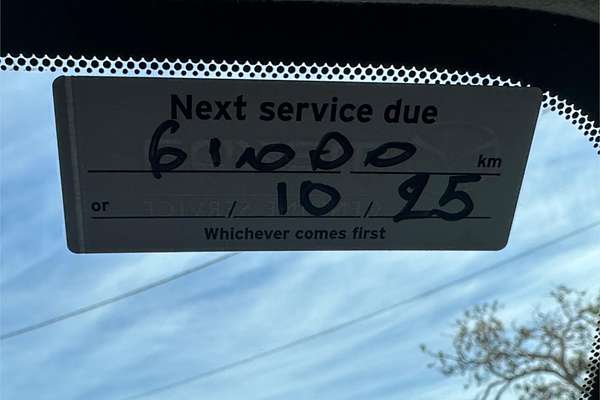 Next service due
61000 km
or / 10 / 25
Whichever comes first